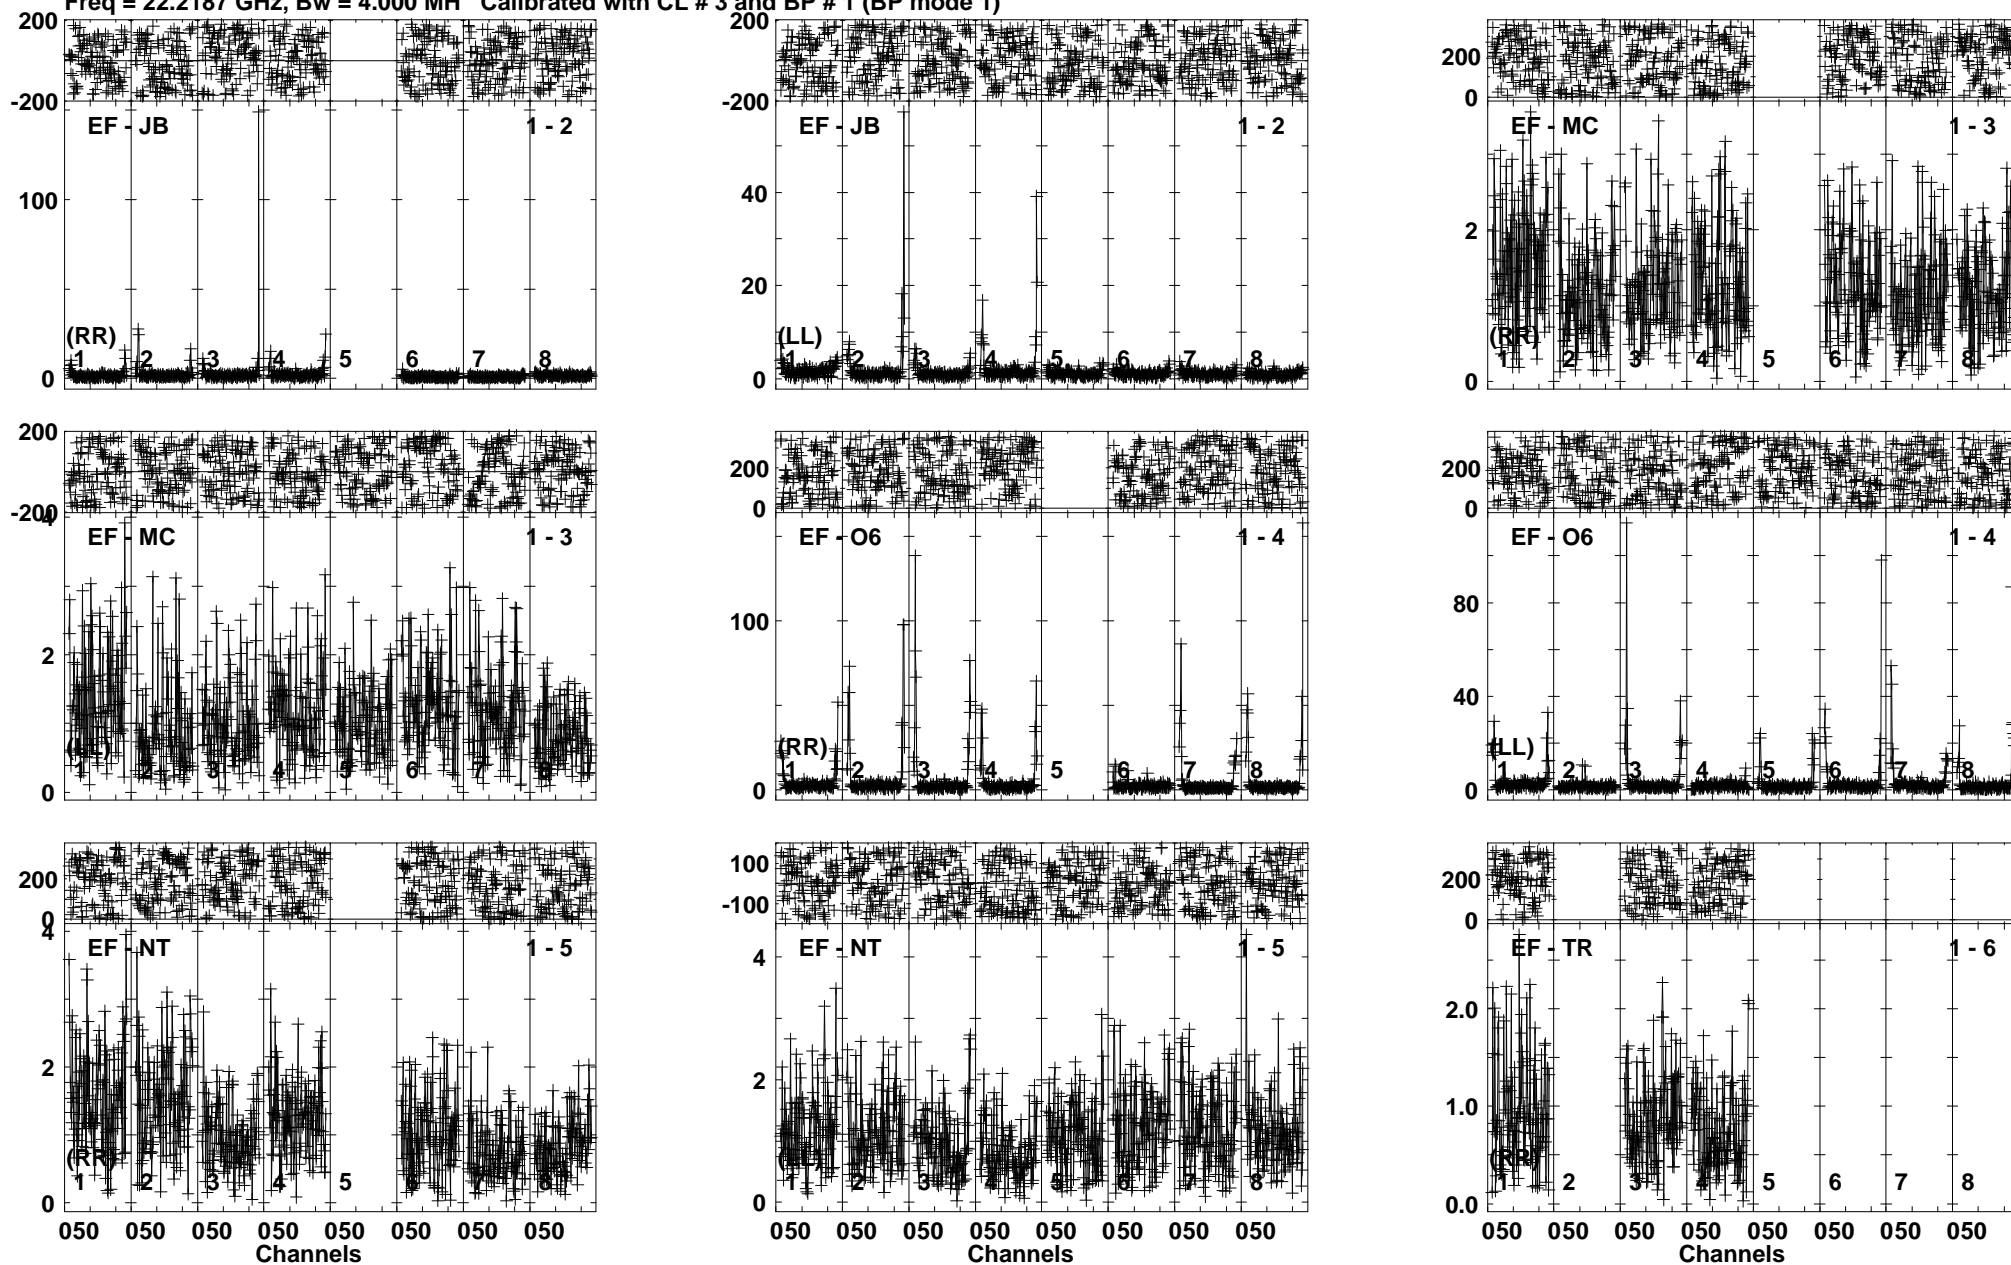 Freq = 22.2187 GHz, Bw = 4.000 MH Calibrated with CL # 3 and BP # 1 (BP mode 1)
200
-200
EF - JB 1 - 2
100
0
(RR)
1 2 3 4 5 6 7 8
200
-200
EF - JB 1 - 2
40
20
0
(LL)
1 2 3 4 5 6 7 8
200
0
EF - MC 1 - 3
2
0
(RR)
1 2 3 4 5 6 7 8
200
-200
4
EF - MC 1 - 3
2
0
(LL)
1 2 3 4 5 6 7 8
200
0
EF - O6 1 - 4
100
0
(RR)
1 2 3 4 5 6 7 8
200
0
EF - O6 1 - 4
80
40
0
(LL)
1 2 3 4 5 6 7 8
200
0
4
EF - NT 1 - 5
2
0
(RR)
1 2 3 4 5 6 7 8
050 050 050 050 050 050 050 050
Channels
100
-100
EF - NT 1 - 5
4
2
0
(LL)
1 2 3 4 5 6 7 8
050 050 050 050 050 050 050 050
Channels
200
0
EF - TR 1 - 6
2.0
1.0
0.0
(RR)
1 2 3 4 5 6 7 8
050 050 050 050 050 050 050 050
Channels